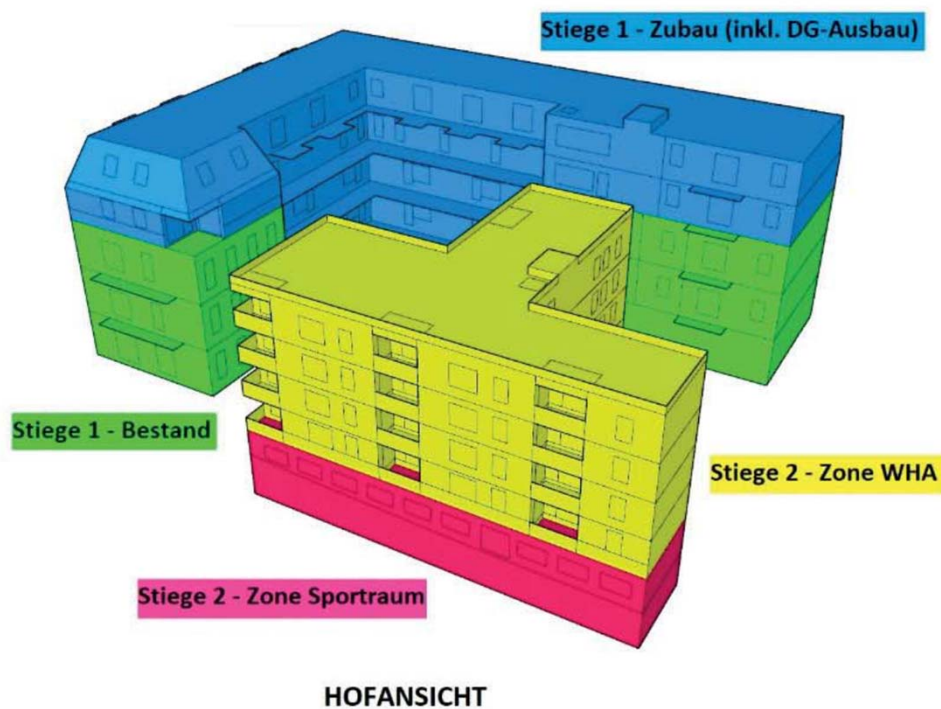 Stiege 1 - Zubau (inkl. DG-Ausbau)
Stiege 1 - Bestand
Stiege 2 - Zone WHA
Stiege 2 - Zone Sportraum
HOFANSICHT